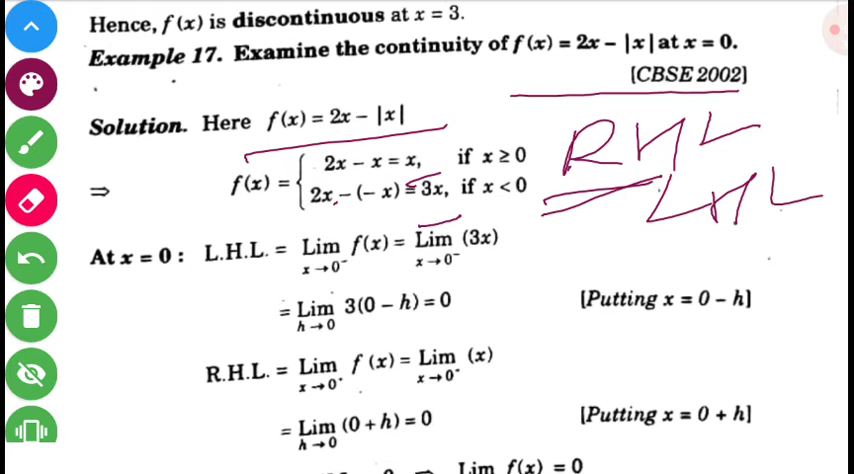 Hence, f(x) is discontinuous at x = 3.
Example 17. Examine the continuity of f(x) = 2x – |x| at x = 0.
[CBSE 2002]
Solution. Here f(x) = 2x – |x|
RHL
⇒ f(x) = { 2x – x = x, if x ≥ 0
2x – (– x) = 3x, if x < 0
LHL
At x = 0 : L.H.L. = Lim x→0⁻ f(x) = Lim x→0⁻ (3x)
= Lim h→0 3(0 – h) = 0 [Putting x = 0 – h]
R.H.L. = Lim x→0⁺ f(x) = Lim x→0⁺ (x)
= Lim h→0 (0 + h) = 0 [Putting x = 0 + h]
⇒ Lim f(x) = 0